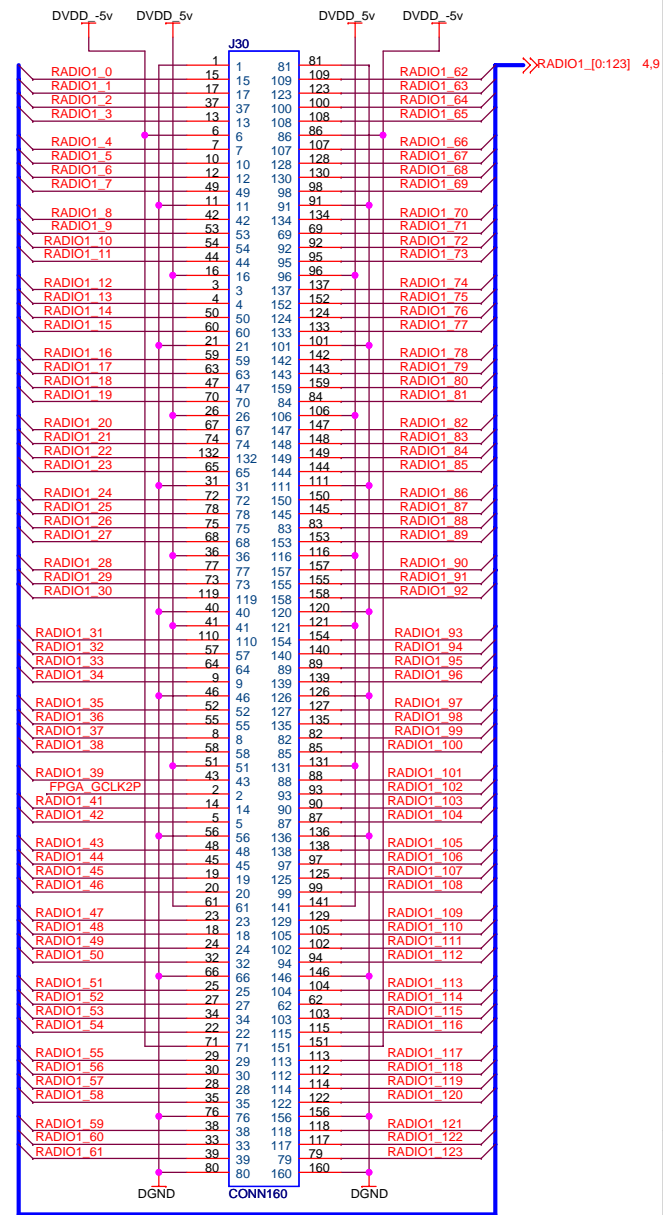 DVDD_-5v DVDD_5v DVDD_5v DVDD_-5v
J30
1 1 81 81 RADIO1_[0:123] 4,9
RADIO1_0 15 15 109 109 RADIO1_62
RADIO1_1 17 17 123 123 RADIO1_63
RADIO1_2 37 37 100 100 RADIO1_64
RADIO1_3 13 13 108 108 RADIO1_65
6 6 86 86
RADIO1_4 7 7 107 107 RADIO1_66
RADIO1_5 10 10 128 128 RADIO1_67
RADIO1_6 12 12 130 130 RADIO1_68
RADIO1_7 49 49 98 98 RADIO1_69
11 11 91 91
RADIO1_8 42 42 134 134 RADIO1_70
RADIO1_9 53 53 69 69 RADIO1_71
RADIO1_10 54 54 92 92 RADIO1_72
RADIO1_11 44 44 95 95 RADIO1_73
16 16 96 96
RADIO1_12 3 3 137 137 RADIO1_74
RADIO1_13 4 4 152 152 RADIO1_75
RADIO1_14 50 50 124 124 RADIO1_76
RADIO1_15 60 60 133 133 RADIO1_77
21 21 101 101
RADIO1_16 59 59 142 142 RADIO1_78
RADIO1_17 63 63 143 143 RADIO1_79
RADIO1_18 47 47 159 159 RADIO1_80
RADIO1_19 70 70 84 84 RADIO1_81
26 26 106 106
RADIO1_20 67 67 147 147 RADIO1_82
RADIO1_21 74 74 148 148 RADIO1_83
RADIO1_22 132 132 149 149 RADIO1_84
RADIO1_23 65 65 144 144 RADIO1_85
31 31 111 111
RADIO1_24 72 72 150 150 RADIO1_86
RADIO1_25 78 78 145 145 RADIO1_87
RADIO1_26 75 75 83 83 RADIO1_88
RADIO1_27 68 68 153 153 RADIO1_89
36 36 116 116
RADIO1_28 77 77 157 157 RADIO1_90
RADIO1_29 73 73 155 155 RADIO1_91
RADIO1_30 119 119 158 158 RADIO1_92
40 40 120 120
41 41 121 121
RADIO1_31 110 110 154 154 RADIO1_93
RADIO1_32 57 57 140 140 RADIO1_94
RADIO1_33 64 64 89 89 RADIO1_95
RADIO1_34 9 9 139 139 RADIO1_96
46 46 126 126
RADIO1_35 52 52 127 127 RADIO1_97
RADIO1_36 55 55 135 135 RADIO1_98
RADIO1_37 8 8 82 82 RADIO1_99
RADIO1_38 58 58 85 85 RADIO1_100
51 51 131 131
RADIO1_39 43 43 88 88 RADIO1_101
FPGA_GCLK2P 2 2 93 93 RADIO1_102
RADIO1_41 14 14 90 90 RADIO1_103
RADIO1_42 5 5 87 87 RADIO1_104
56 56 136 136
RADIO1_43 48 48 138 138 RADIO1_105
RADIO1_44 45 45 97 97 RADIO1_106
RADIO1_45 19 19 125 125 RADIO1_107
RADIO1_46 20 20 99 99 RADIO1_108
61 61 141 141
RADIO1_47 23 23 129 129 RADIO1_109
RADIO1_48 18 18 105 105 RADIO1_110
RADIO1_49 24 24 102 102 RADIO1_111
RADIO1_50 32 32 94 94 RADIO1_112
66 66 146 146
RADIO1_51 25 25 104 104 RADIO1_113
RADIO1_52 27 27 62 62 RADIO1_114
RADIO1_53 34 34 103 103 RADIO1_115
RADIO1_54 22 22 115 115 RADIO1_116
71 71 151 151
RADIO1_55 29 29 113 113 RADIO1_117
RADIO1_56 30 30 112 112 RADIO1_118
RADIO1_57 28 28 114 114 RADIO1_119
RADIO1_58 35 35 122 122 RADIO1_120
76 76 156 156
RADIO1_59 38 38 118 118 RADIO1_121
RADIO1_60 33 33 117 117 RADIO1_122
RADIO1_61 39 39 79 79 RADIO1_123
80 80 160 160
DGND CONN160 DGND